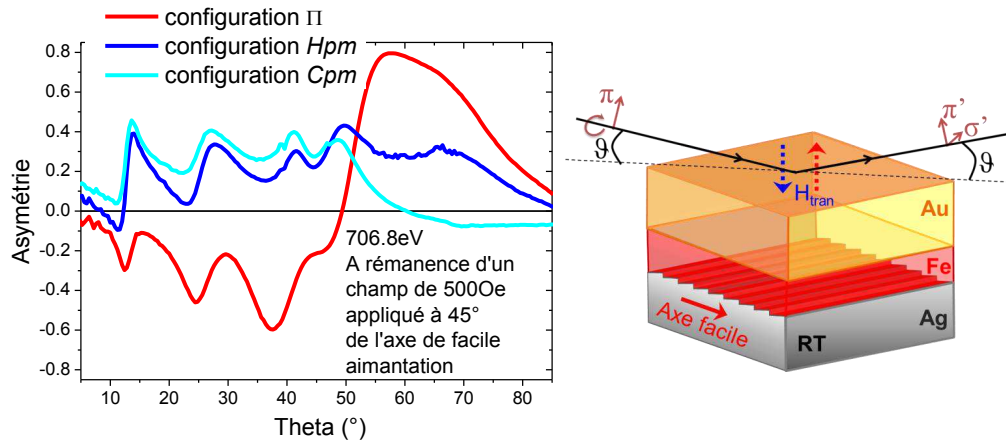 configuration Π
configuration Hpm
configuration Cpm
0.8
0.6
0.4
0.2
0.0
-0.2
-0.4
-0.6
-0.8
Asymétrie
706.8eV
A rémanence d'un
champ de 500Oe
appliqué à 45°
de l'axe de facile
aimantation
10 20 30 40 50 60 70 80
Theta (°)
π
C
ϑ
π'
σ'
ϑ
H tran
Au
Fe
Ag
Axe facile
RT